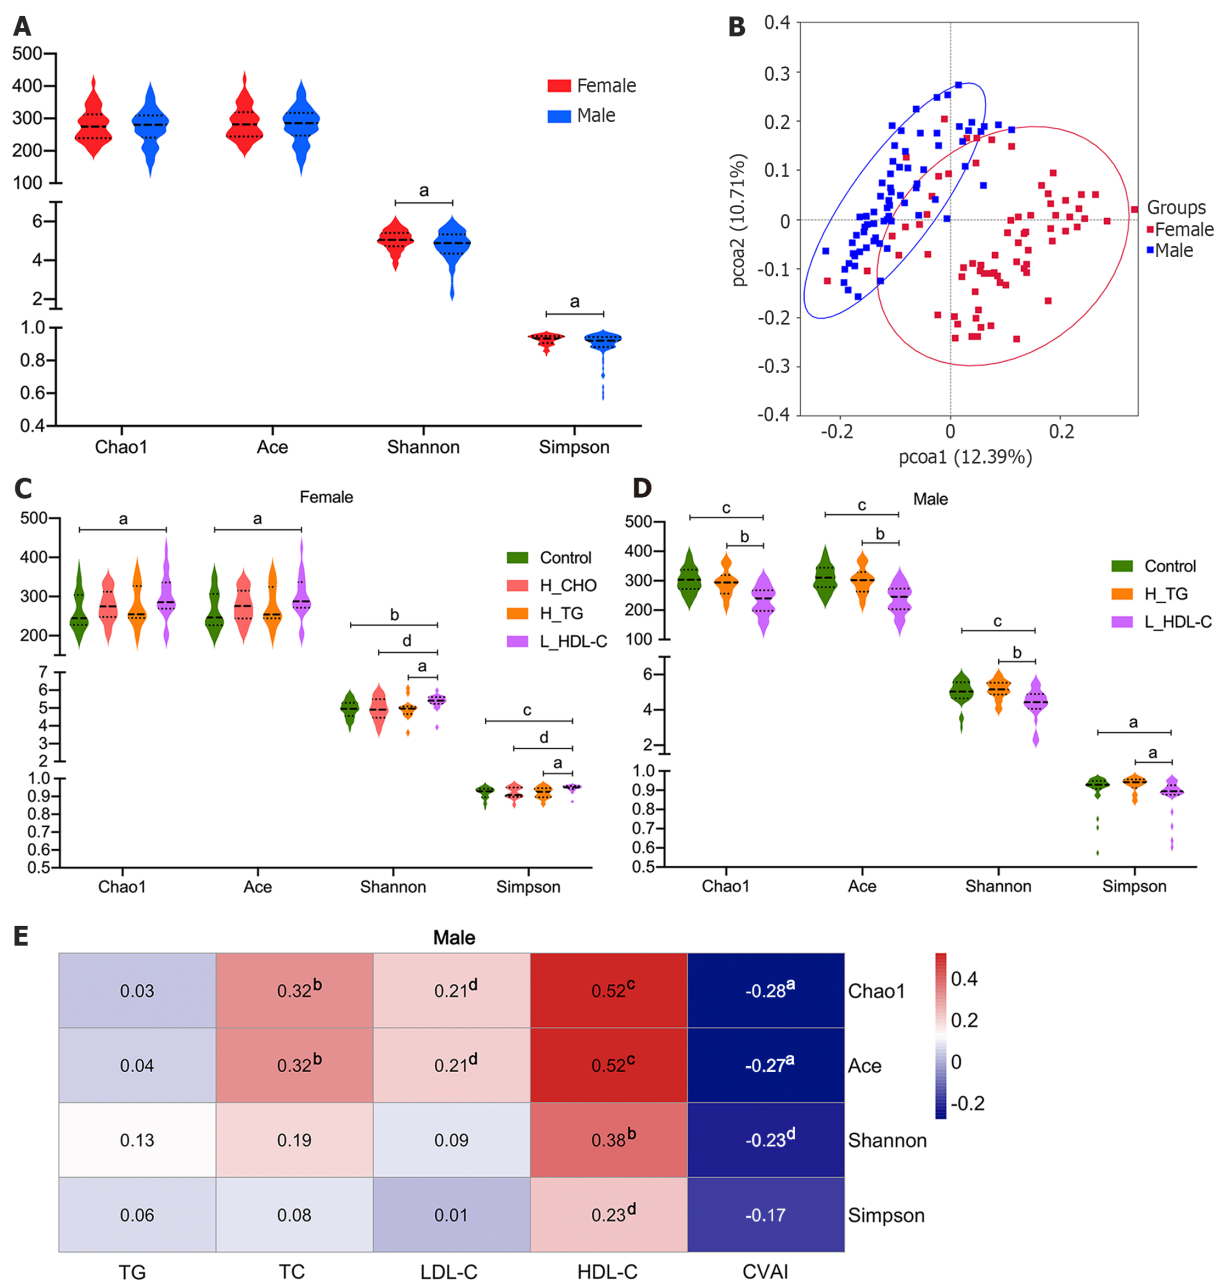 A
500
400
300
200
100
6
4
2
1.0
0.8
0.6
0.4
Female
Male
a
a
Chao1 Ace Shannon Simpson
B
0.4
0.3
0.2
0.1
0
-0.1
-0.2
-0.3
-0.4
pcoa2 (10.71%)
-0.2 0 0.2
pcoa1 (12.39%)
Groups
Female
Male
C
Female
500
400
300
200
7
6
5
4
3
2
1.0
0.9
0.8
0.7
0.6
0.5
a a
b
d
a
c
d
a
Control
H_CHO
H_TG
L_HDL-C
Chao1 Ace Shannon Simpson
D
Male
500
400
300
200
100
6
4
2
1.0
0.9
0.8
0.7
0.6
0.5
c c
b b
c
b
a
a
Control
H_TG
L_HDL-C
Chao1 Ace Shannon Simpson
E
Male
0.03 0.32b 0.21d 0.52c -0.28a Chao1
0.04 0.32b 0.21d 0.52c -0.27a Ace
0.13 0.19 0.09 0.38b -0.23d Shannon
0.06 0.08 0.01 0.23d -0.17 Simpson
TG TC LDL-C HDL-C CVAI
0.4
0.2
0
-0.2